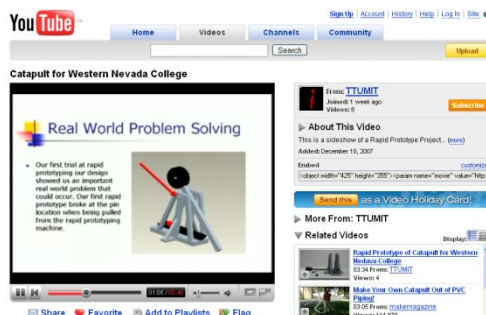 You Tube
Sign Up | Account | History | Help | Log In | Site:
Home Videos Channels Community
Search Upload
Catapult for Western Nevada College
Real World Problem Solving
Our first trial at rapid
prototyping our design
showed us an important
real world problem that
could occur. Our first rapid
prototype broke at the pin
location when being pulled
from the rapid prototyping
machine.
Share Favorite Add to Playlists Flag
From: TTUMIT
Joined: 1 week ago
Videos: 8
Subscribe
About This Video
This is a sideshow of a Rapid Prototype Project... (more)
Added: December 18, 2007
Embed customize
<object width="425" height="355"><param name="movie" value="http:
Send this as a Video Holiday Card!
More From: TTUMIT
Related Videos Display:
Rapid Prototype of Catapult for Western
Nedava College
03:34 From: TTUMIT
Views: 4
Make Your Own Catapult Out of PVC
Piping!
03:05 From: makemagazine